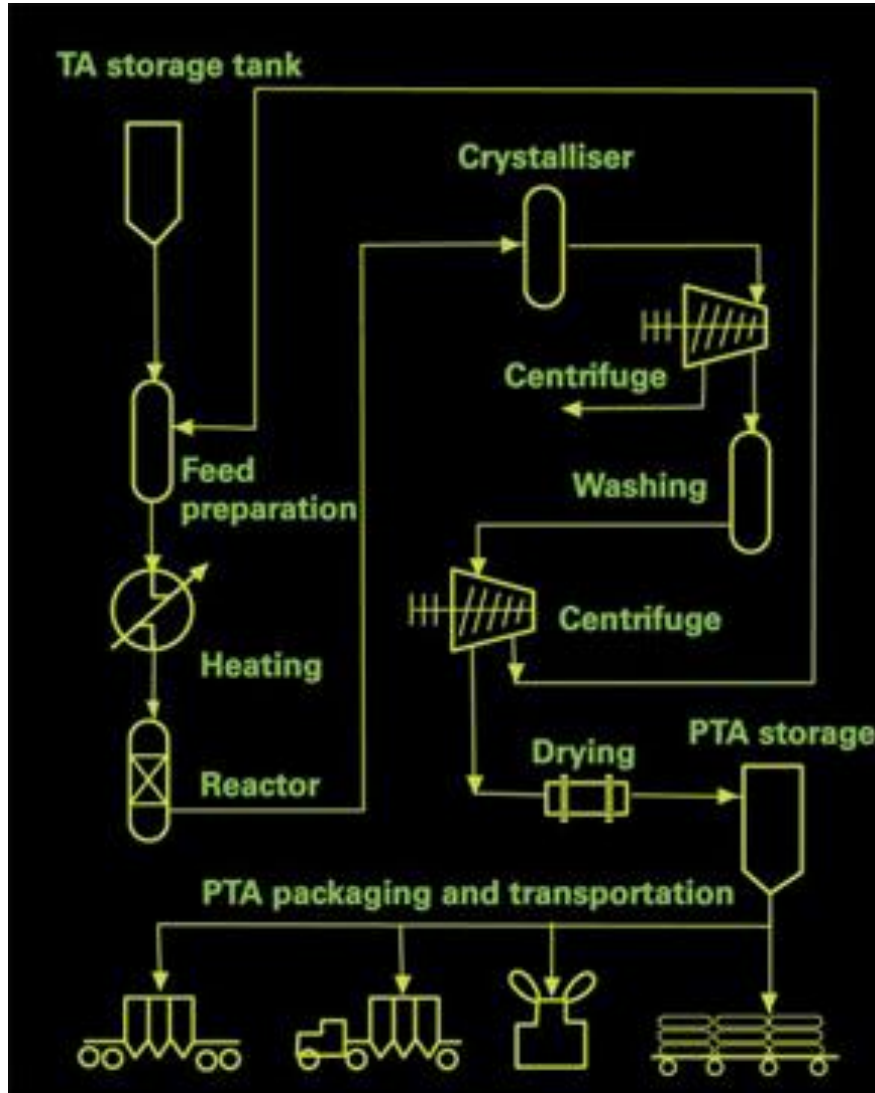 TA storage tank
Crystalliser
Centrifuge
Feed
preparation
Washing
Centrifuge
Heating
PTA storage
Drying
Reactor
PTA packaging and transportation